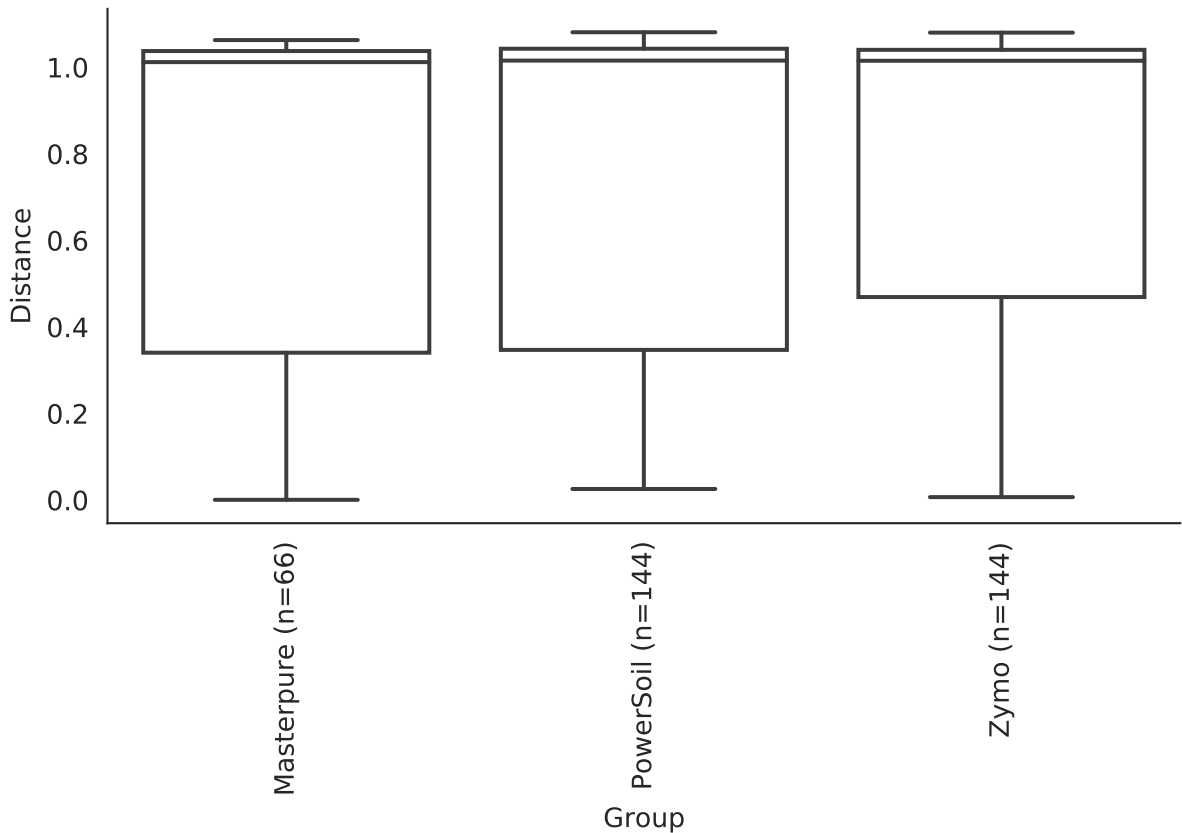 Distance
1.0
0.8
0.6
0.4
0.2
0.0
Masterpure (n=66)
PowerSoil (n=144)
Zymo (n=144)
Group